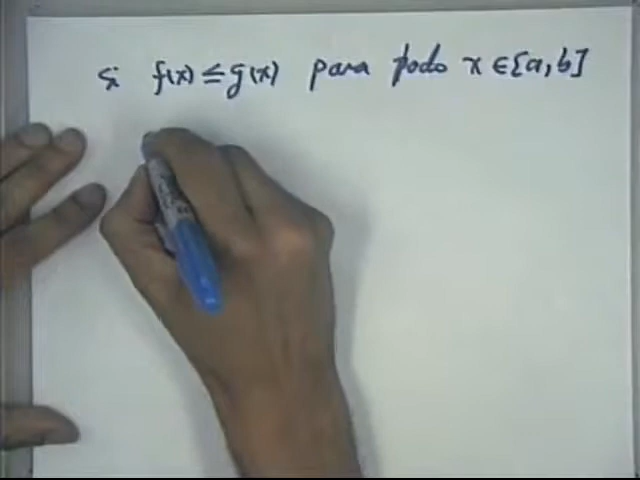 si f(x) ≤ g(x) para todo x ∈ [a, b]